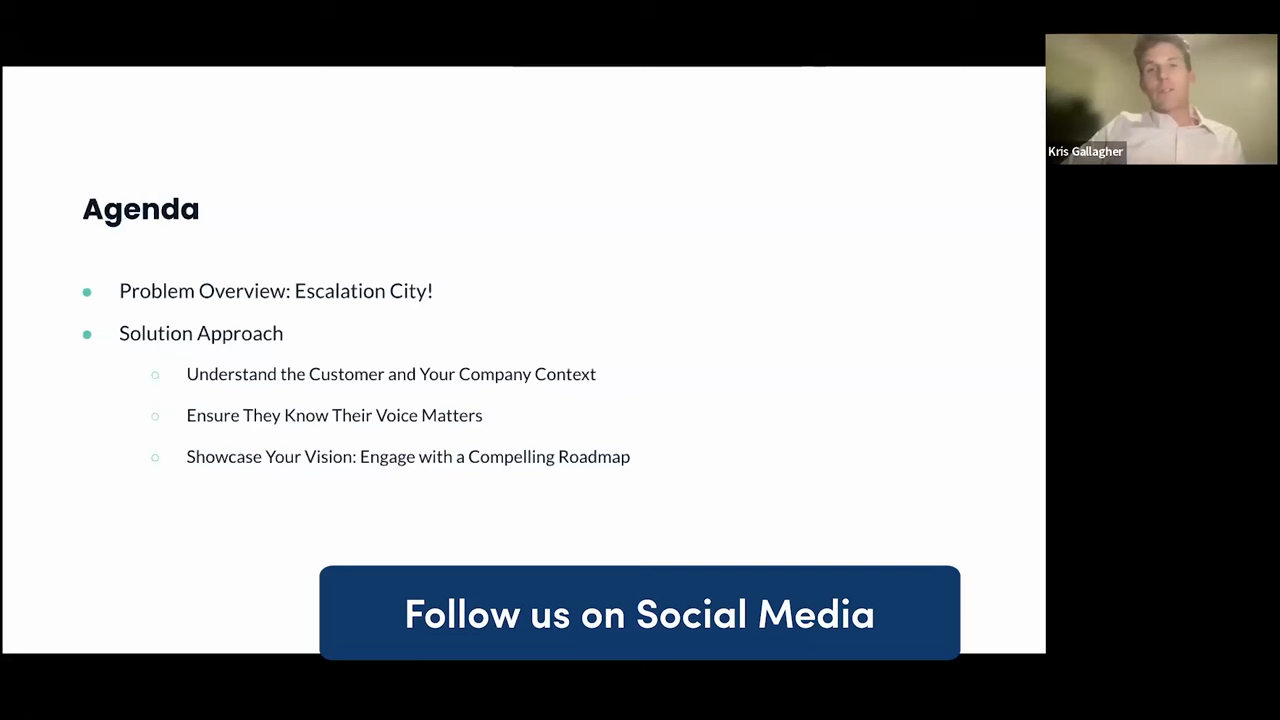 Kris Gallagher
Agenda
Problem Overview: Escalation City!
Solution Approach
Understand the Customer and Your Company Context
Ensure They Know Their Voice Matters
Showcase Your Vision: Engage with a Compelling Roadmap
Follow us on Social Media